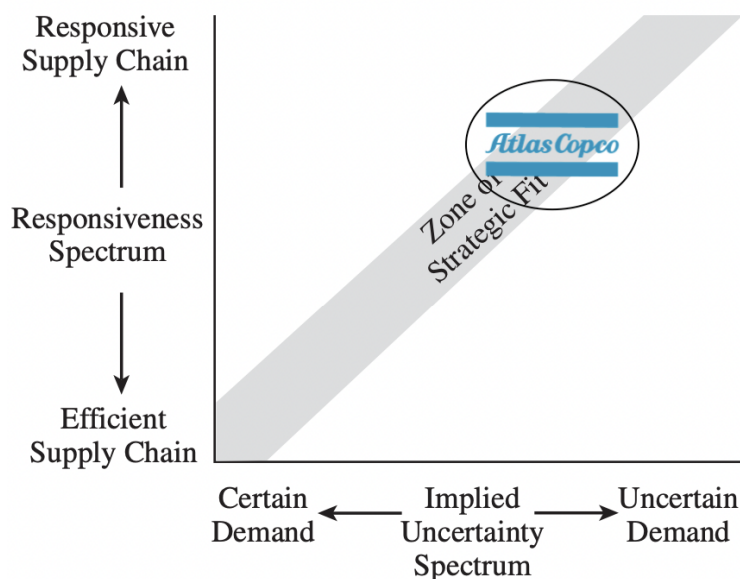 Responsive
Supply Chain
Responsiveness
Spectrum
Efficient
Supply Chain
Atlas Copco
Zone of
Strategic Fit
Certain
Demand
Implied
Uncertainty
Spectrum
Uncertain
Demand